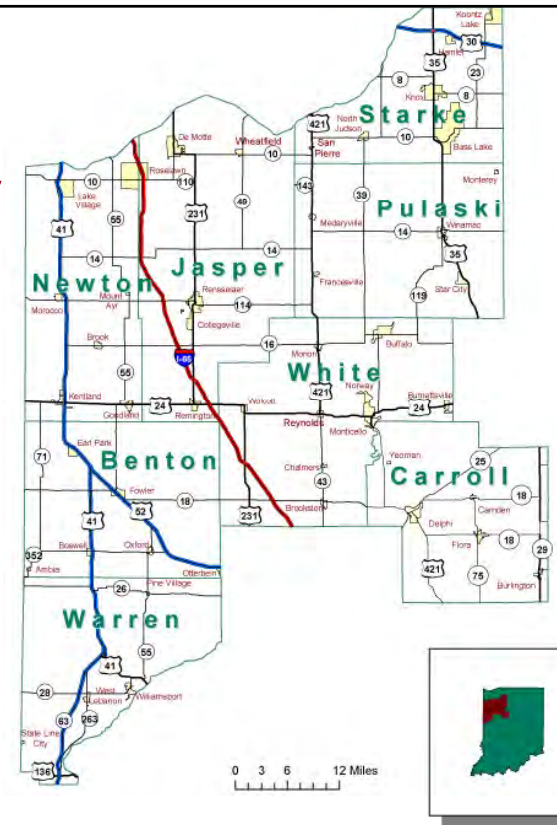 Koontz
Lake
Hamlet
30
35
23
8
Knox
8
Starke
421
North
Judson
10
Bass Lake
San
Pierre
De Motte
Wheatfield
10
Roselawn
110
10
Lake
Village
55
41
231
49
143
39
Monterey
Medaryville
Pulaski
14
Winamac
35
14
14
Jasper
Newton
Francesville
Star City
119
Rensselaer
114
Mount
Ayr
Morocco
Collegeville
Brook
16
Monon
Buffalo
I-65
White
55
421
Norway
Burnettsville
Kentland
24
Goodland
Remington
Wolcott
Reynolds
24
Monticello
Earl Park
71
Benton
Yeoman
25
Chalmers
Carroll
43
Fowler
18
52
41
231
Brookston
Delphi
Camden
18
Flora
18
29
352
Boswell
Oxford
Ambia
Otterbein
421
75
Burlington
26
Pine Village
Warren
55
41
28
West
Lebanon
Williamsport
63
263
State Line
City
136
0 3 6 12 Miles